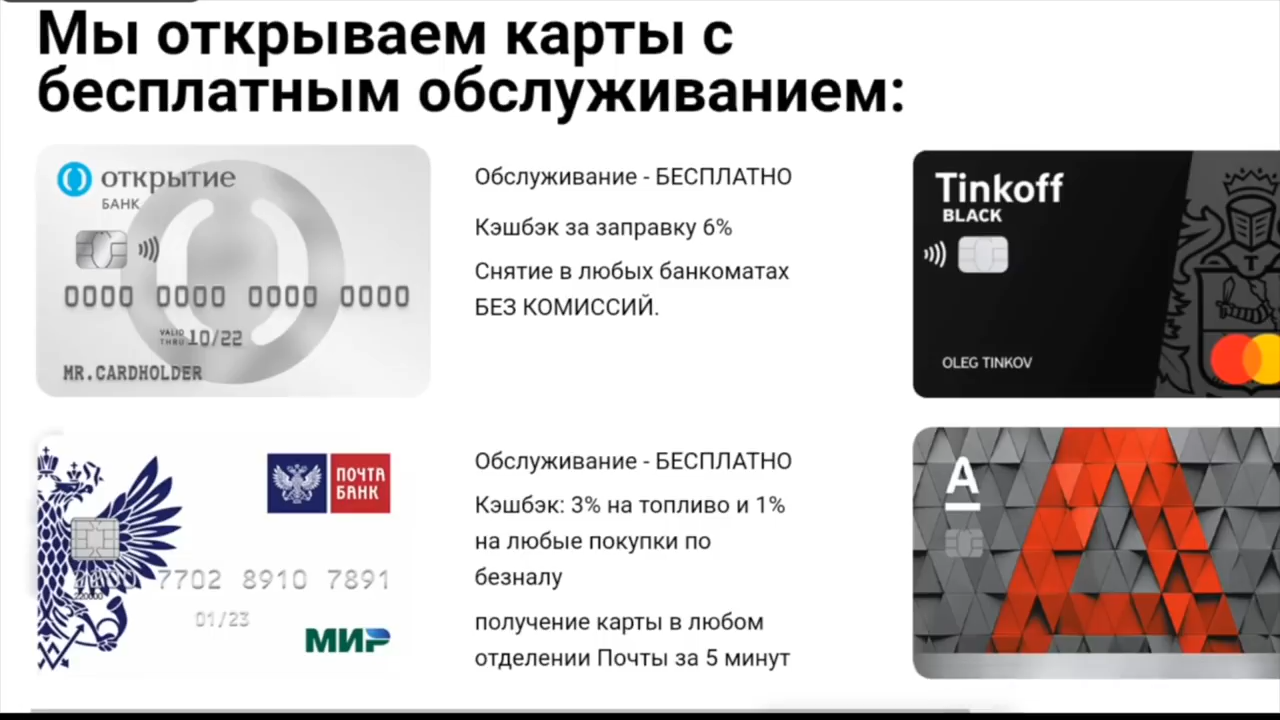 Мы открываем карты с
бесплатным обслуживанием:
открытие
БАНК
0000 0000 0000 0000
VALID
THRU 10/22
MR.CARDHOLDER
Обслуживание - БЕСПЛАТНО
Кэшбэк за заправку 6%
Снятие в любых банкоматах
БЕЗ КОМИССИЙ.
Tinkoff
BLACK
T
OLEG TINKOV
ПОЧТА
БАНК
7702 8910 7891
01/23
МИР
Обслуживание - БЕСПЛАТНО
Кэшбэк: 3% на топливо и 1%
на любые покупки по
безналу
получение карты в любом
отделении Почты за 5 минут
А